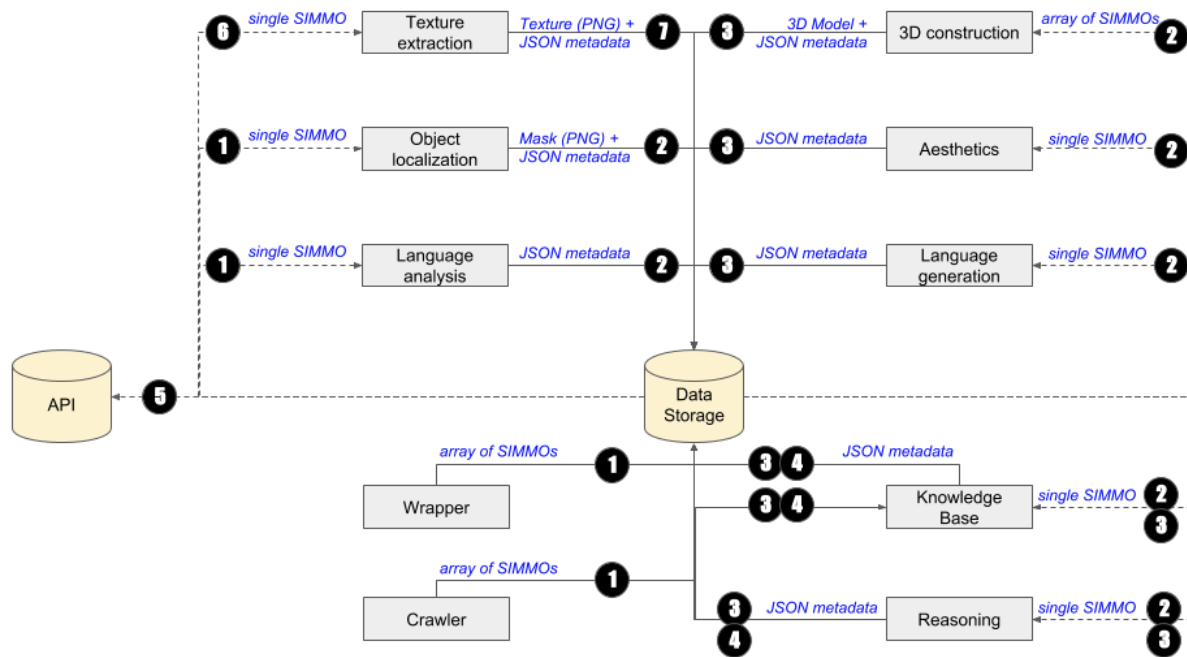 6
single SIMMO
Texture
extraction
Texture (PNG) +
JSON metadata
7
3
3D Model +
JSON metadata
3D construction
array of SIMMOs
2
1
single SIMMO
Object
localization
Mask (PNG) +
JSON metadata
2
3
JSON metadata
Aesthetics
single SIMMO
2
1
single SIMMO
Language
analysis
JSON metadata
2
3
JSON metadata
Language
generation
single SIMMO
2
API
5
Data
Storage
array of SIMMOs
1
3 4
JSON metadata
Wrapper
3 4
Knowledge
Base
single SIMMO
2
3
array of SIMMOs
1
Crawler
3
4
JSON metadata
Reasoning
single SIMMO
2
3